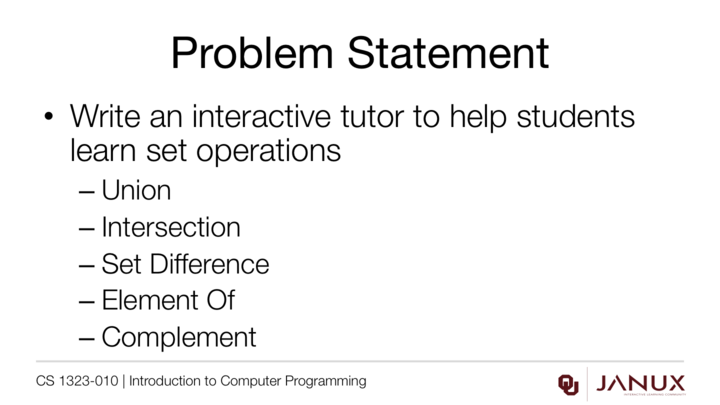 Problem Statement
• Write an interactive tutor to help students
learn set operations
– Union
– Intersection
– Set Difference
– Element Of
– Complement
CS 1323-010 | Introduction to Computer Programming
OU JANUX
INTERACTIVE LEARNING COMMUNITY